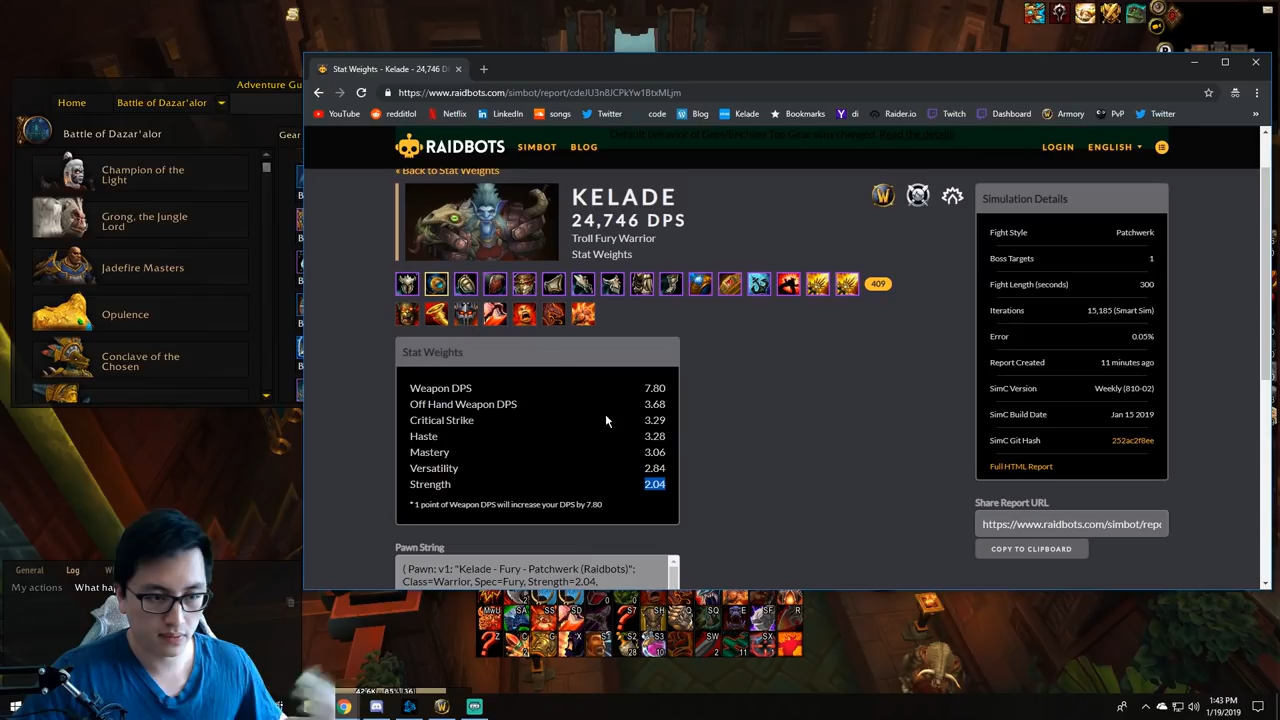 Adventure Gu
Home
Battle of Dazar'alor
Battle of Dazar'alor
Gear
Champion of the
Light
Grong, the Jungle
Lord
Jadefire Masters
Opulence
Conclave of the
Chosen
Stat Weights - Kelade - 24,746 D
https://www.raidbots.com/simbot/report/cdeJU3n8JCPkYw1BtxMLjm
YouTube
redditlol
Netflix
LinkedIn
songs
Twitter
code
Blog
Kelade
di
Raider.io
Twitch
Dashboard
Armory
PvP
Twitter
RAIDBOTS
SIMBOT
BLOG
LOGIN
ENGLISH
« Back to Stat Weights
KELADE
24,746 DPS
Troll Fury Warrior
Stat Weights
409
Stat Weights
Weapon DPS 7.80
Off Hand Weapon DPS 3.68
Critical Strike 3.29
Haste 3.28
Mastery 3.06
Versatility 2.84
Strength 2.04
* 1 point of Weapon DPS will increase your DPS by 7.80
Pawn String
( Pawn: v1: "Kelade - Fury - Patchwerk (Raidbots)":
Class=Warrior, Spec=Fury, Strength=2.04,
Simulation Details
Fight Style Patchwerk
Boss Targets 1
Fight Length (seconds) 300
Iterations 15,185 (Smart Sim)
Error 0.05%
Report Created 11 minutes ago
SimC Version Weekly (810-02)
SimC Build Date Jan 15 2019
SimC Git Hash 252ac2f8ee
Full HTML Report
Share Report URL
https://www.raidbots.com/simbot/repo
COPY TO CLIPBOARD
General
Log
My actions
What ha
1:43 PM
1/19/2019